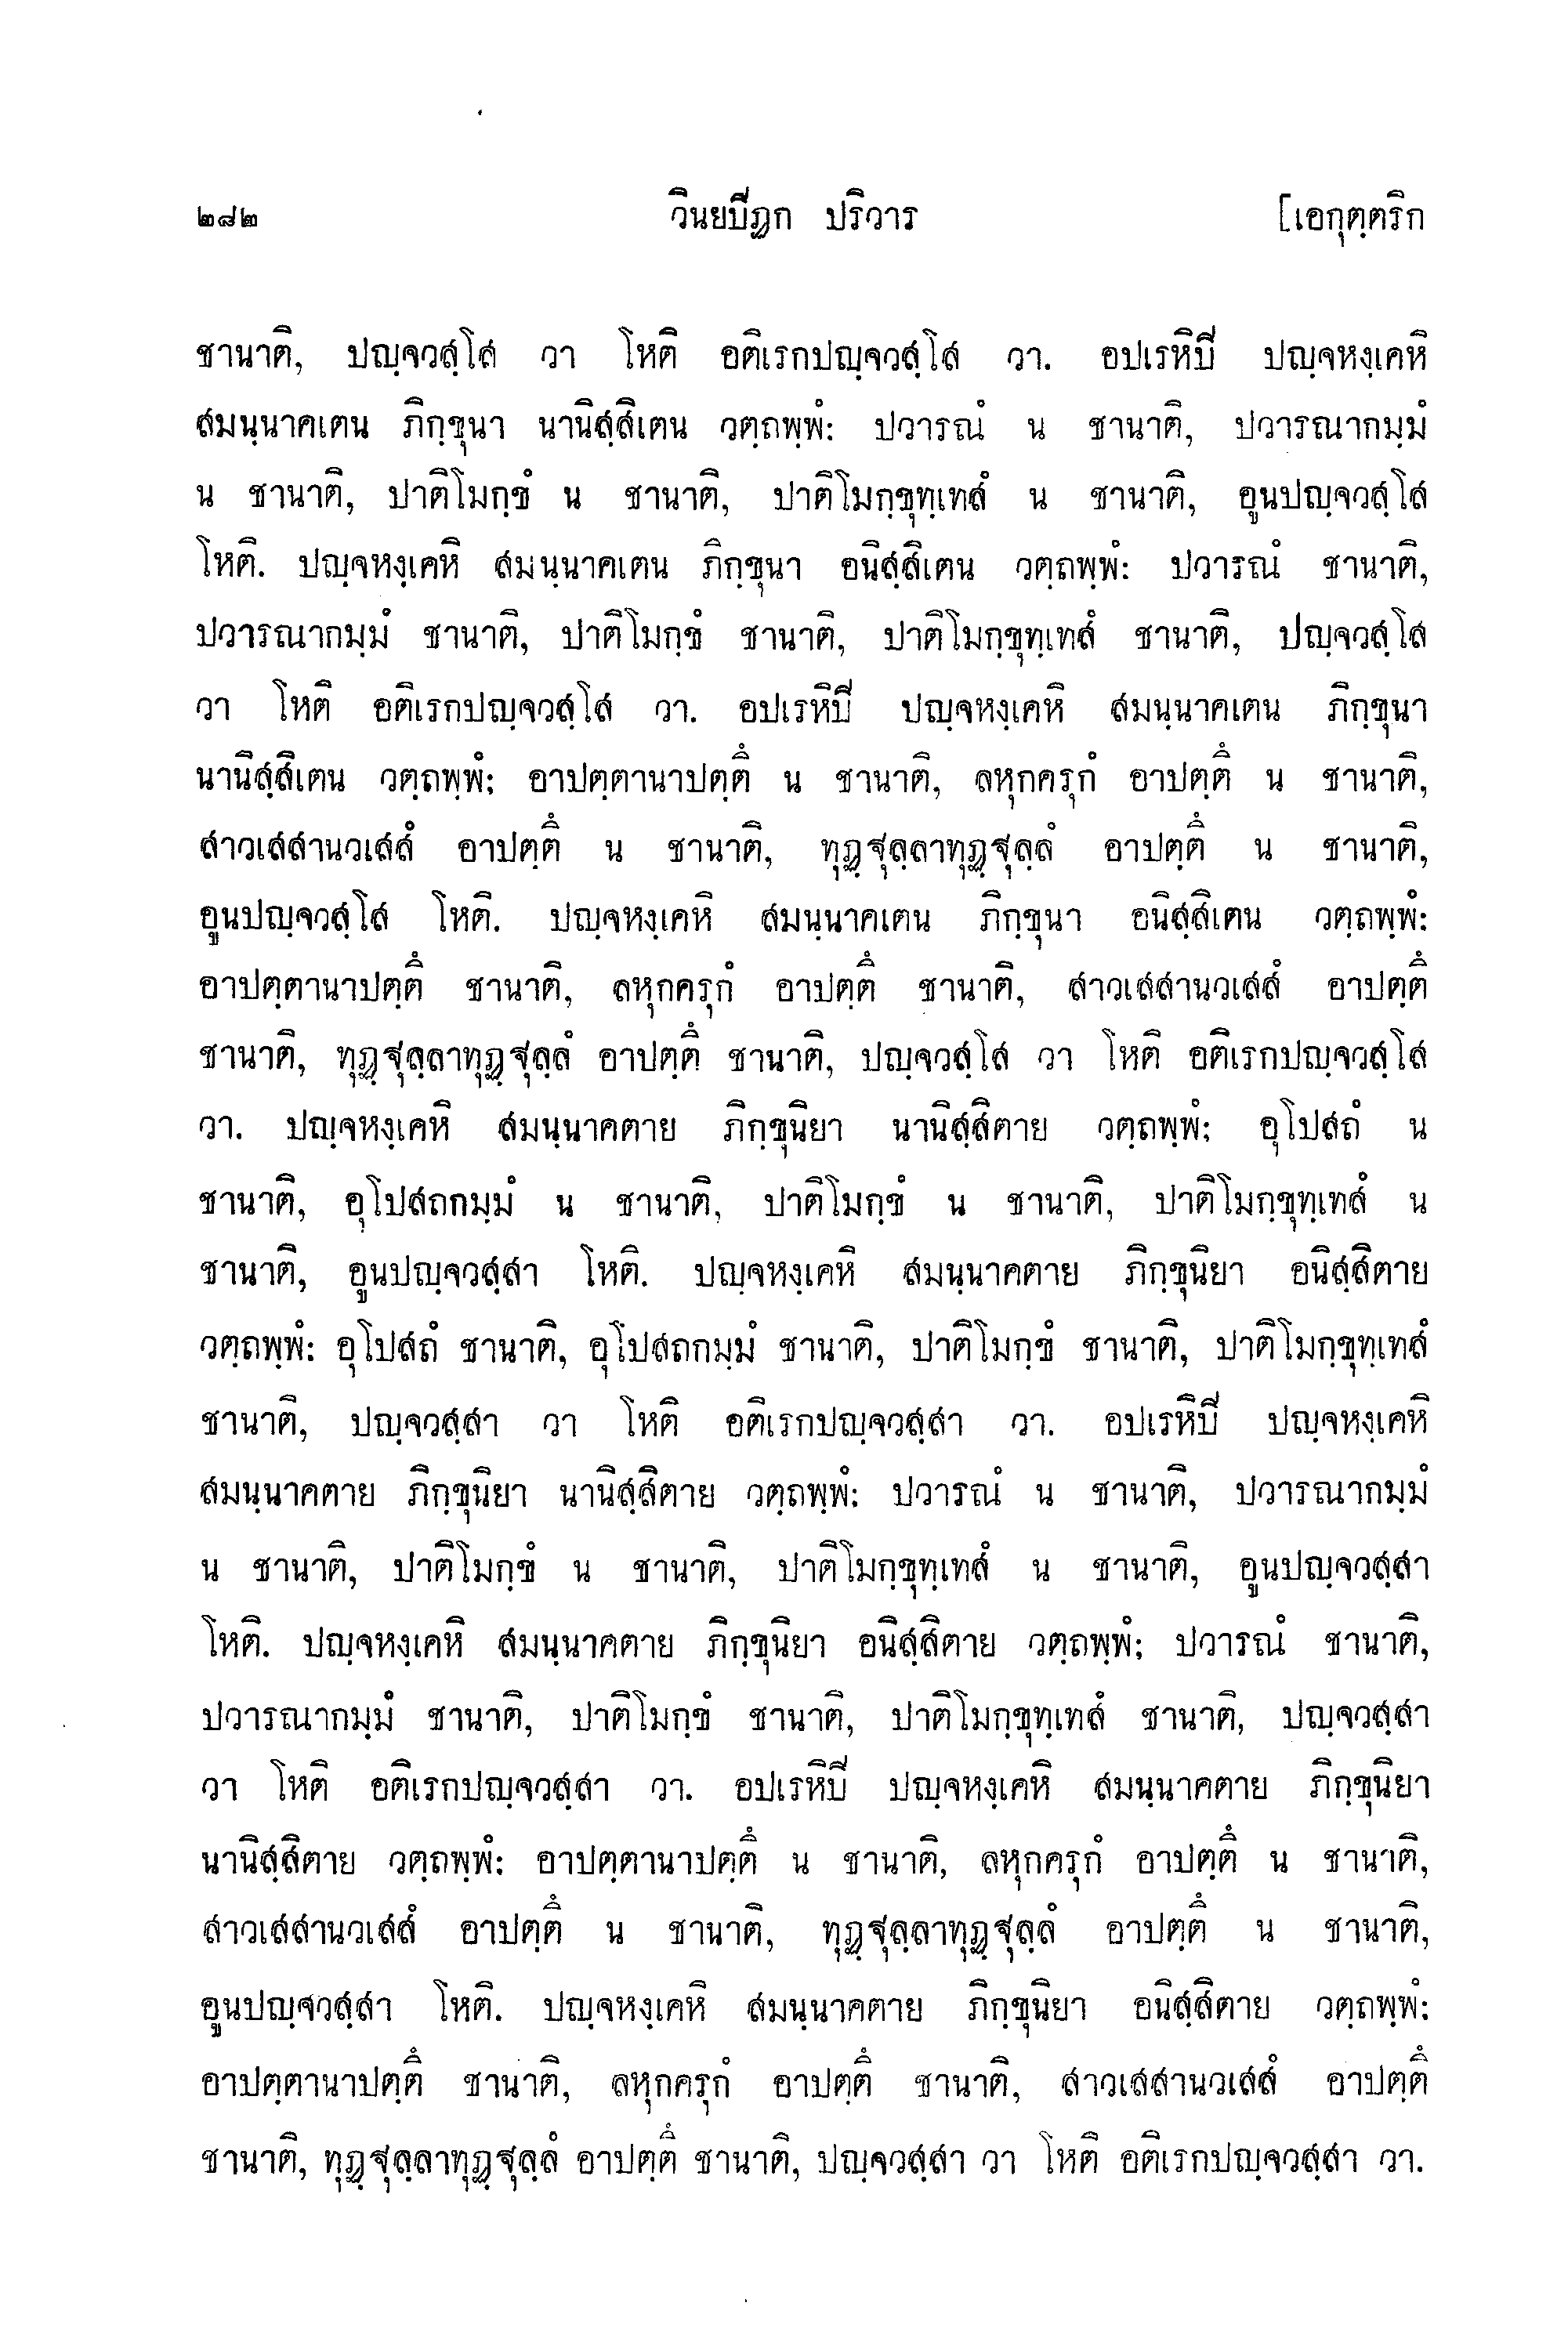 ๒๘๒ วินยปิฏก ปริวาร [เอกุตฺตริก
ชานาติ, ปญฺจวสฺโส วา โหติ อติเรกปญฺจวสฺโส วา. อปเรหิปิ ปญฺจหงฺเคหิ
สมนฺนาคเตน ภิกฺขุนา นานิสฺสิเตน วตฺถพฺพํ: ปวารณํ น ชานาติ, ปวารณากมฺมํ
น ชานาติ, ปาติโมกฺขํ น ชานาติ, ปาติโมกฺขุทฺเทสํ น ชานาติ, อูนปญฺจวสฺโส
โหติ. ปญฺจหงฺเคหิ สมนฺนาคเตน ภิกฺขุนา อนิสฺสิเตน วตฺถพฺพํ: ปวารณํ ชานาติ,
ปวารณากมฺมํ ชานาติ, ปาติโมกฺขํ ชานาติ, ปาติโมกฺขุทฺเทสํ ชานาติ, ปญฺจวสฺโส
วา โหติ อติเรกปญฺจวสฺโส วา. อปเรหิปิ ปญฺจหงฺเคหิ สมนฺนาคเตน ภิกฺขุนา
นานิสฺสิเตน วตฺถพฺพํ; อาปตฺตานาปตฺตึ น ชานาติ, ลหุกครุกํ อาปตฺตึ น ชานาติ,
สาวเสสานวเสสํ อาปตฺตึ น ชานาติ, ทุฏฺฐุลฺลาทุฏฺฐุลฺลํ อาปตฺตึ น ชานาติ,
อูนปญฺจวสฺโส โหติ. ปญฺจหงฺเคหิ สมนฺนาคเตน ภิกฺขุนา อนิสฺสิเตน วตฺถพฺพํ:
อาปตฺตานาปตฺตึ ชานาติ, ลหุกครุกํ อาปตฺตึ ชานาติ, สาวเสสานวเสสํ อาปตฺตึ
ชานาติ, ทุฏฺฐุลฺลาทุฏฺฐุลฺลํ อาปตฺตึ ชานาติ, ปญฺจวสฺโส วา โหติ อติเรกปญฺจวสฺโส
วา. ปญฺจหงฺเคหิ สมนฺนาคตาย ภิกฺขุนิยา นานิสฺสิตาย วตฺถพฺพํ; อุโปสถํ น
ชานาติ, อุโปสถกมฺมํ น ชานาติ, ปาติโมกฺขํ น ชานาติ, ปาติโมกฺขุทฺเทสํ น
ชานาติ, อูนปญฺจวสฺสา โหติ. ปญฺจหงฺเคหิ สมนฺนาคตาย ภิกฺขุนิยา อนิสฺสิตาย
วตฺถพฺพํ: อุโปสถํ ชานาติ, อุโปสถกมฺมํ ชานาติ, ปาติโมกฺขํ ชานาติ, ปาติโมกฺขุทฺเทสํ
ชานาติ, ปญฺจวสฺสา วา โหติ อติเรกปญฺจวสฺสา วา. อปเรหิปิ ปญฺจหงฺเคหิ
สมนฺนาคตาย ภิกฺขุนิยา นานิสฺสิตาย วตฺถพฺพํ: ปวารณํ น ชานาติ, ปวารณากมฺมํ
น ชานาติ, ปาติโมกฺขํ น ชานาติ, ปาติโมกฺขุทฺเทสํ น ชานาติ, อูนปญฺจวสฺสา
โหติ. ปญฺจหงฺเคหิ สมนฺนาคตาย ภิกฺขุนิยา อนิสฺสิตาย วตฺถพฺพํ; ปวารณํ ชานาติ,
ปวารณากมฺมํ ชานาติ, ปาติโมกฺขํ ชานาติ, ปาติโมกฺขุทฺเทสํ ชานาติ, ปญฺจวสฺสา
วา โหติ อติเรกปญฺจวสฺสา วา. อปเรหิปิ ปญฺจหงฺเคหิ สมนฺนาคตาย ภิกฺขุนิยา
นานิสฺสิตาย วตฺถพฺพํ: อาปตฺตานาปตฺตึ น ชานาติ, ลหุกครุกํ อาปตฺตึ น ชานาติ,
สาวเสสานวเสสํ อาปตฺตึ น ชานาติ, ทุฏฺฐุลฺลาทุฏฺฐุลฺลํ อาปตฺตึ น ชานาติ,
อูนปญฺจวสฺสา โหติ. ปญฺจหงฺเคหิ สมนฺนาคตาย ภิกฺขุนิยา อนิสฺสิตาย วตฺถพฺพํ:
อาปตฺตานาปตฺตึ ชานาติ, ลหุกครุกํ อาปตฺตึ ชานาติ, สาวเสสานวเสสํ อาปตฺตึ
ชานาติ, ทุฏฺฐุลฺลาทุฏฺฐุลฺลํ อาปตฺตึ ชานาติ, ปญฺจวสฺสา วา โหติ อติเรกปญฺจวสฺสา วา.